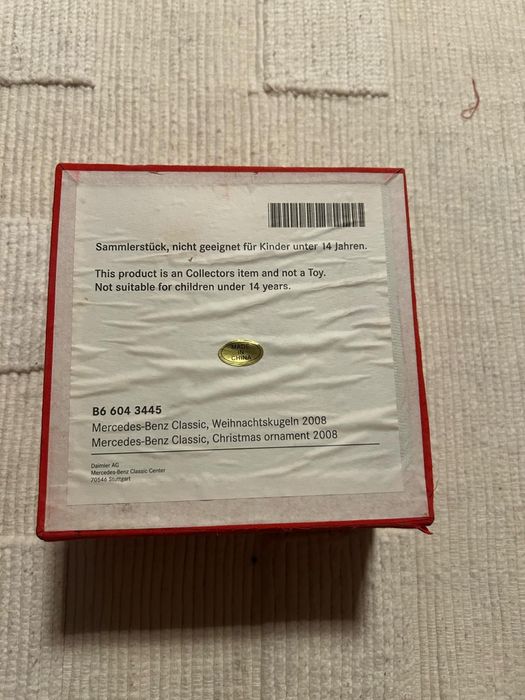 Sammlerstück, nicht geeignet für Kinder unter 14 Jahren.
This product is an Collectors item and not a Toy.
Not suitable for children under 14 years.
MADE
IN
CHINA
B6 604 3445
Mercedes-Benz Classic, Weihnachtskugeln 2008
Mercedes-Benz Classic, Christmas ornament 2008
Daimler AG
Mercedes-Benz Classic Center
70546 Stuttgart